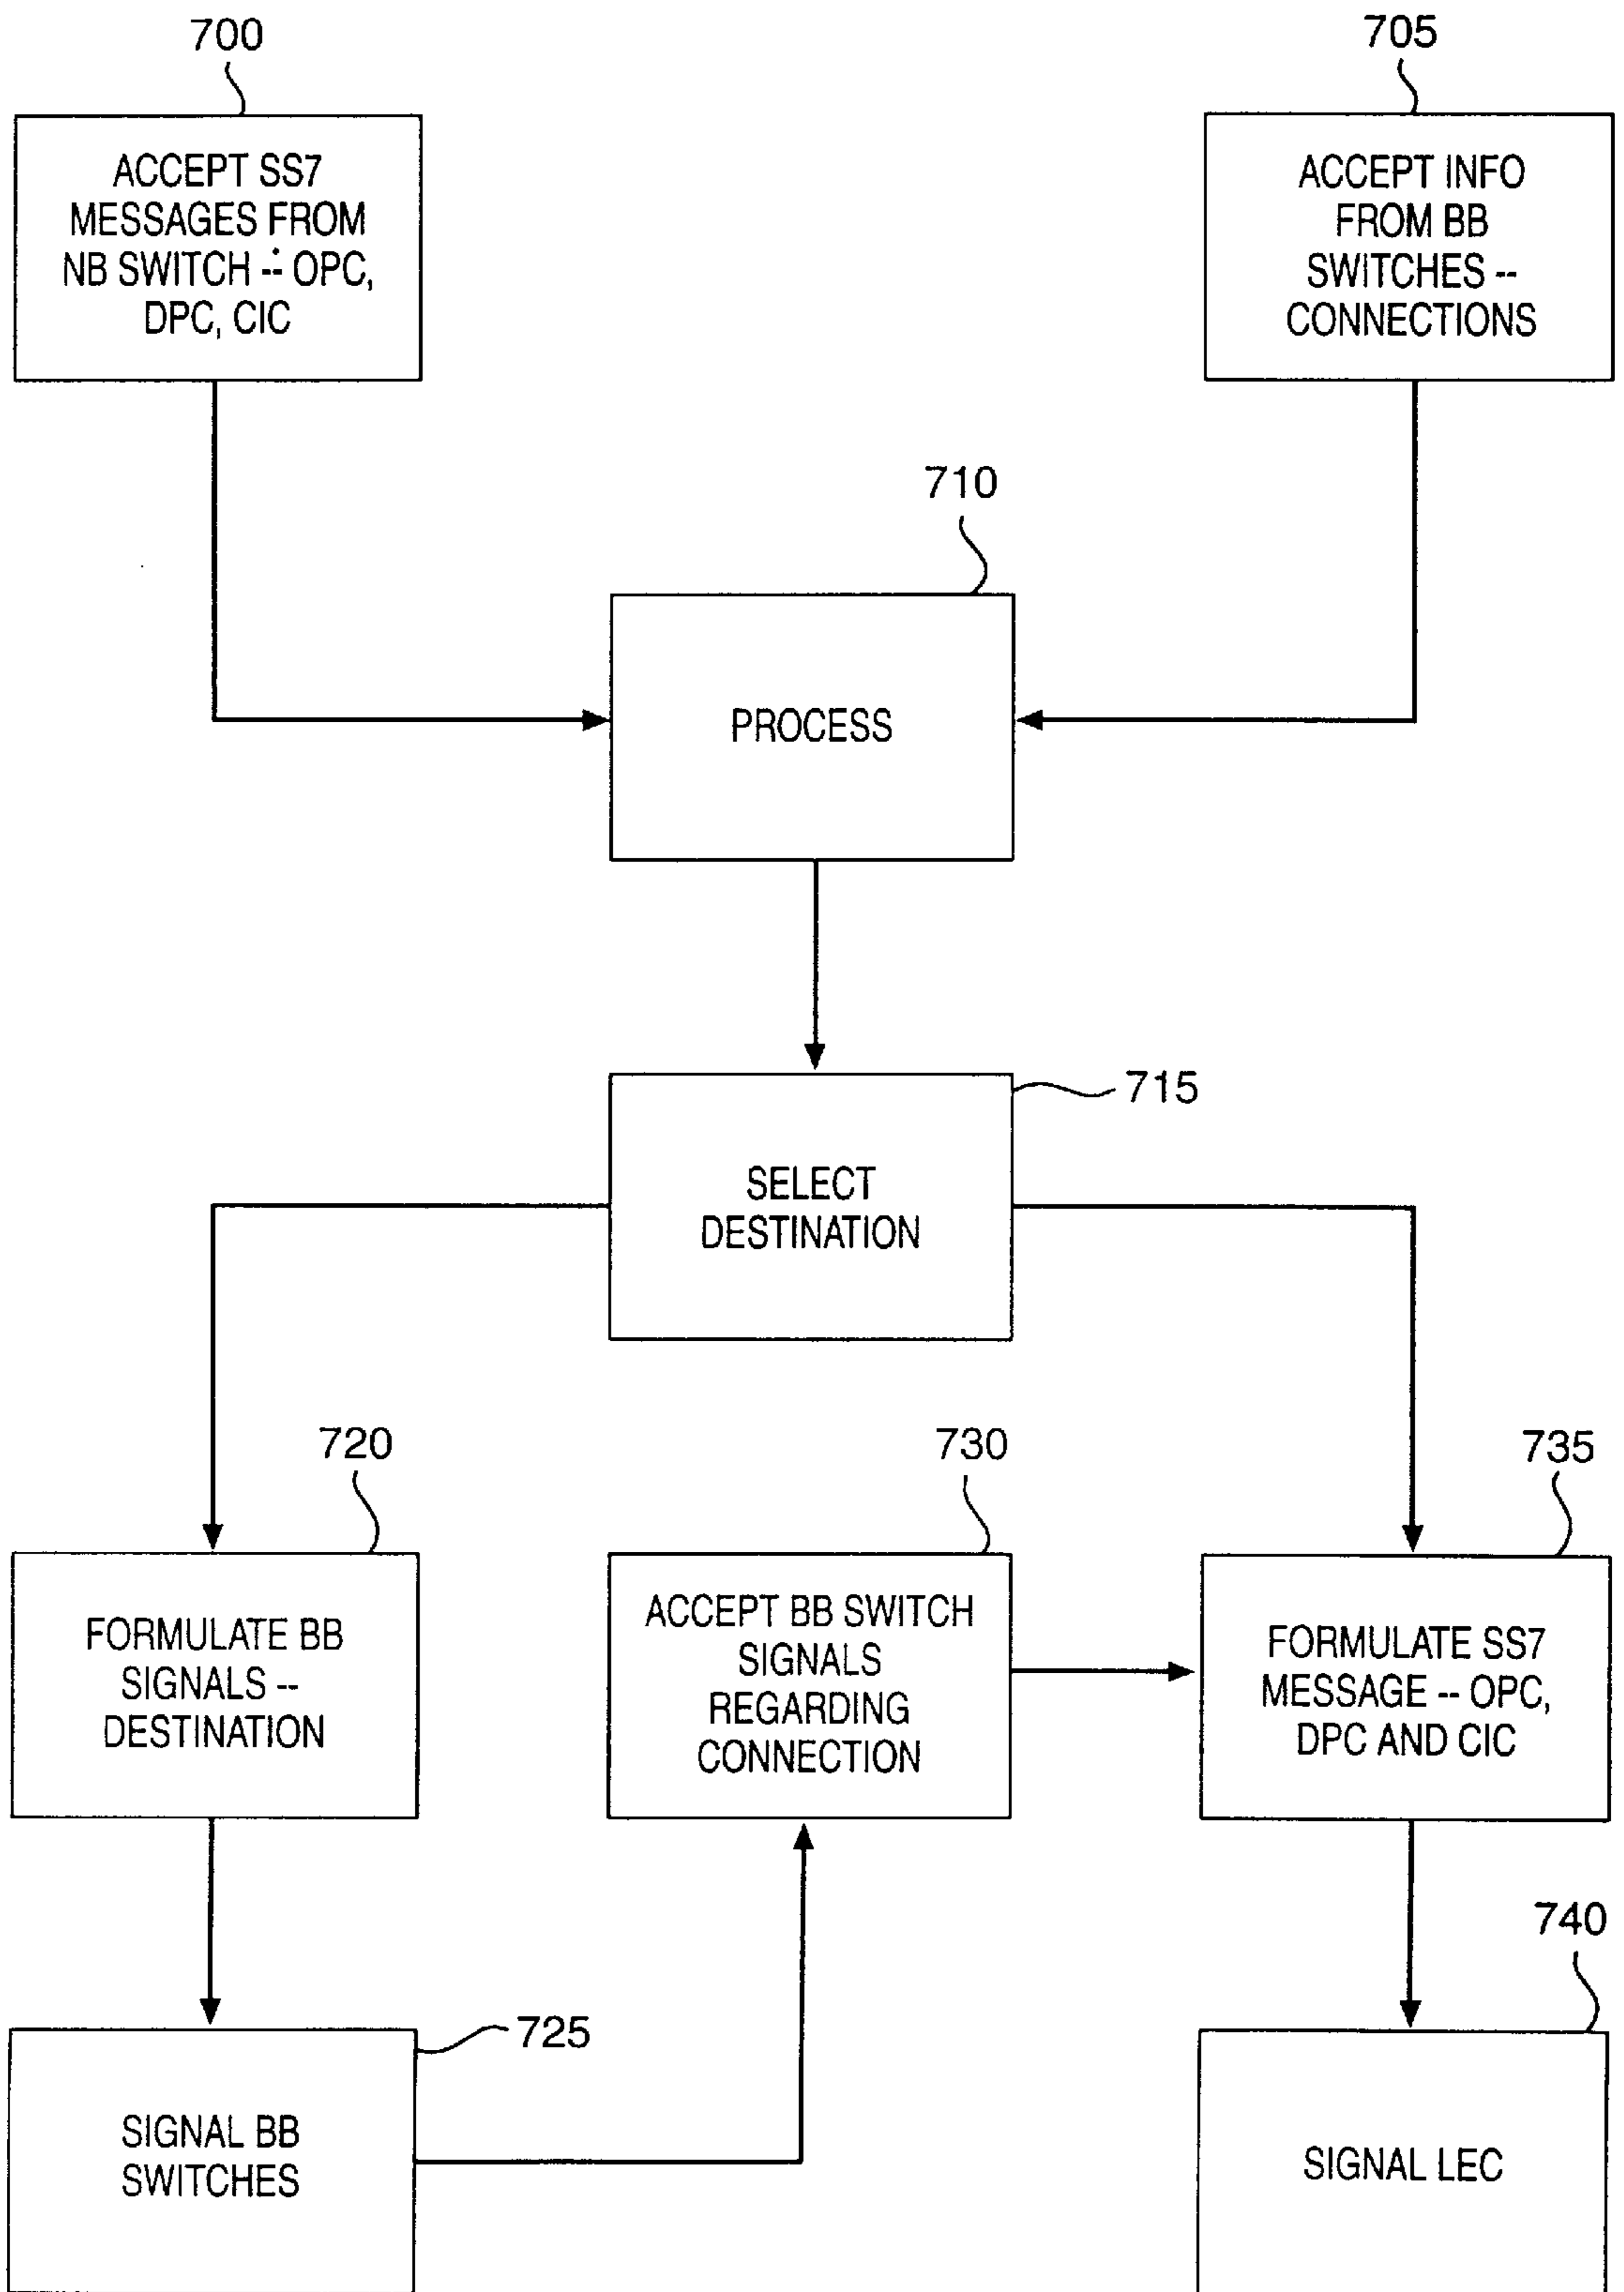 700
ACCEPT SS7
MESSAGES FROM
NB SWITCH -- OPC,
DPC, CIC
705
ACCEPT INFO
FROM BB
SWITCHES --
CONNECTIONS
710
PROCESS
715
SELECT
DESTINATION
720
FORMULATE BB
SIGNALS --
DESTINATION
725
SIGNAL BB
SWITCHES
730
ACCEPT BB SWITCH
SIGNALS
REGARDING
CONNECTION
735
FORMULATE SS7
MESSAGE -- OPC,
DPC AND CIC
740
SIGNAL LEC